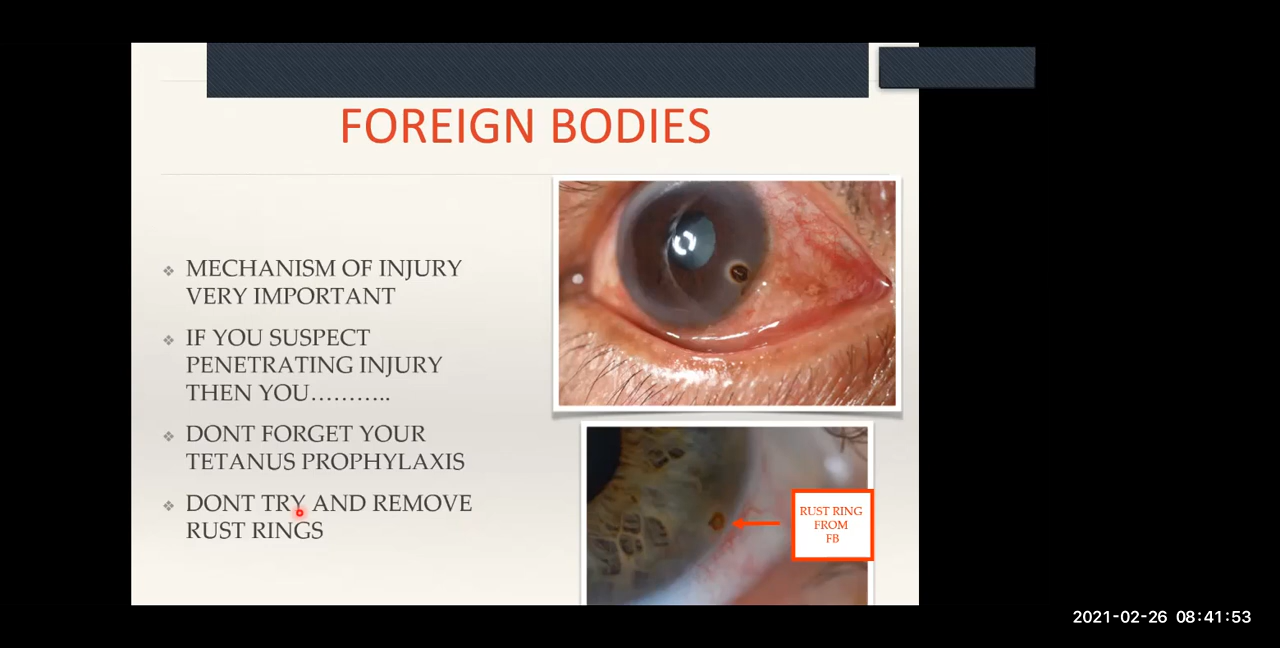 FOREIGN BODIES
MECHANISM OF INJURY
VERY IMPORTANT
IF YOU SUSPECT
PENETRATING INJURY
THEN YOU………..
DONT FORGET YOUR
TETANUS PROPHYLAXIS
DONT TRY AND REMOVE
RUST RINGS
RUST RING
FROM
FB
2021-02-26 08:41:53